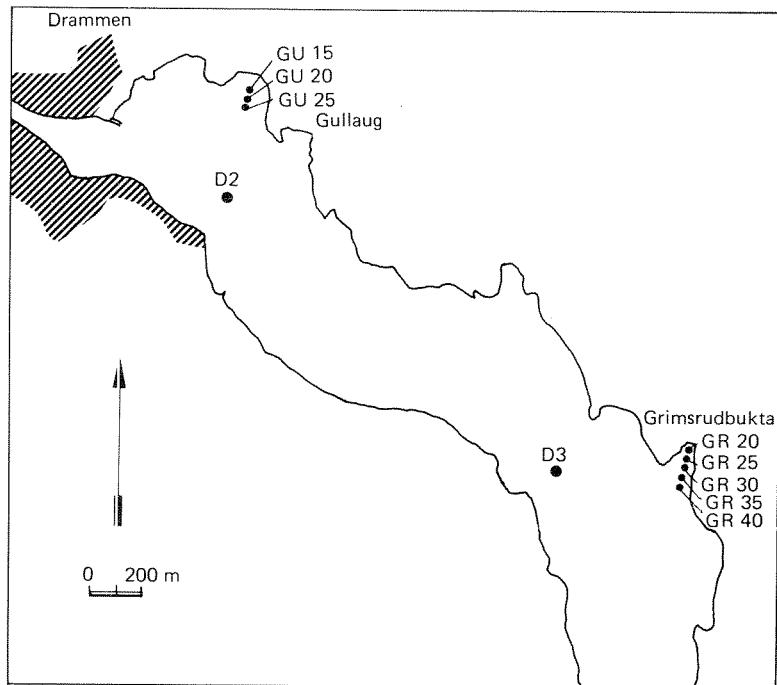 Drammen
GU 15
GU 20
GU 25
Gullaug
D2
Grimsrudbukta
GR 20
GR 25
GR 30
GR 35
GR 40
D3
0 200 m